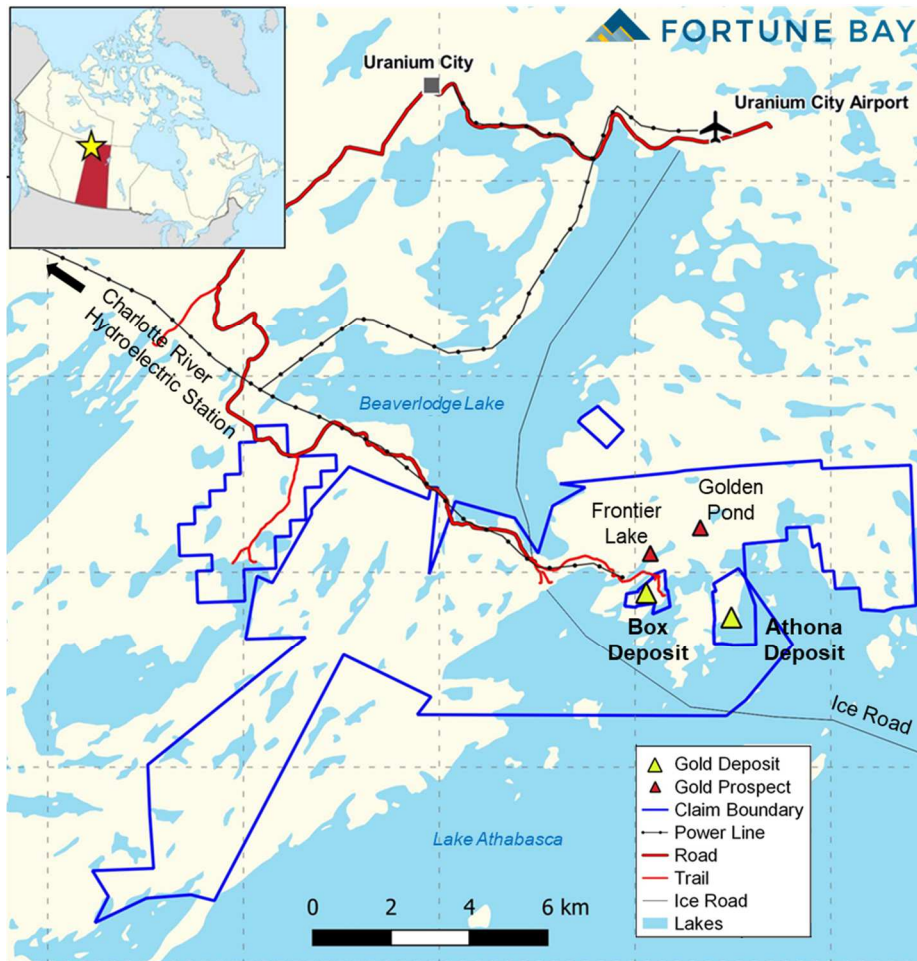 FORTUNE BAY
Uranium City
Uranium City Airport
Charlotte River
Hydroelectric Station
Beaverlodge Lake
Golden
Pond
Frontier
Lake
Box
Deposit
Athona
Deposit
Ice Road
Lake Athabasca
Gold Deposit
Gold Prospect
Claim Boundary
Power Line
Road
Trail
Ice Road
Lakes
0 2 4 6 km